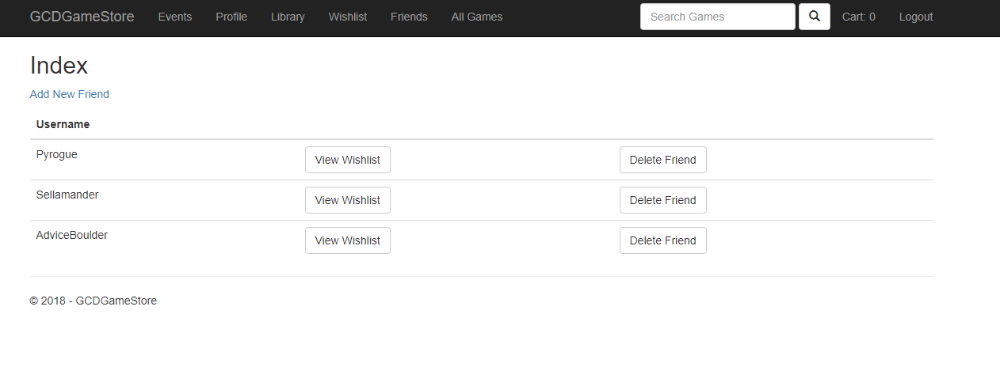 GCDGameStore Events Profile Library Wishlist Friends All Games Search Games Cart: 0 Logout
Index
Add New Friend
Username
Pyrogue View Wishlist Delete Friend
Sellamander View Wishlist Delete Friend
AdviceBoulder View Wishlist Delete Friend
© 2018 - GCDGameStore